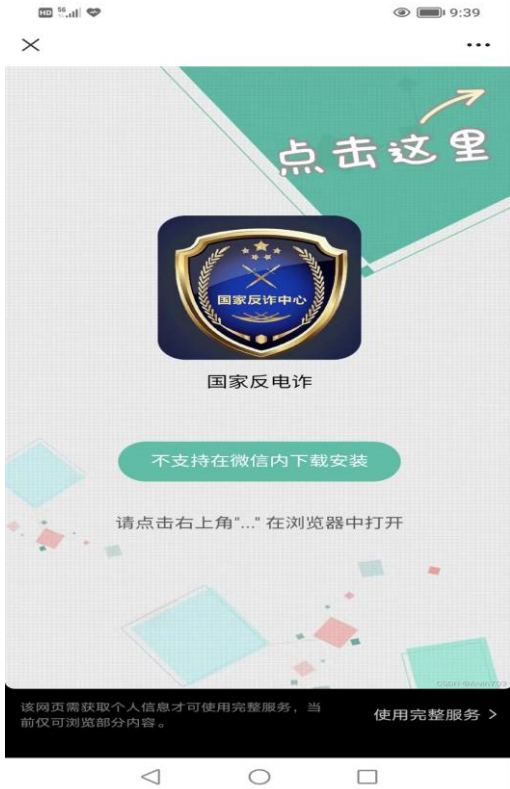 HD 5G 9:39
点击这里
国家反诈中心
国家反电诈
不支持在微信内下载安装
请点击右上角"..." 在浏览器中打开
该网页需获取个人信息才可使用完整服务，当
前仅可浏览部分内容。
使用完整服务 >